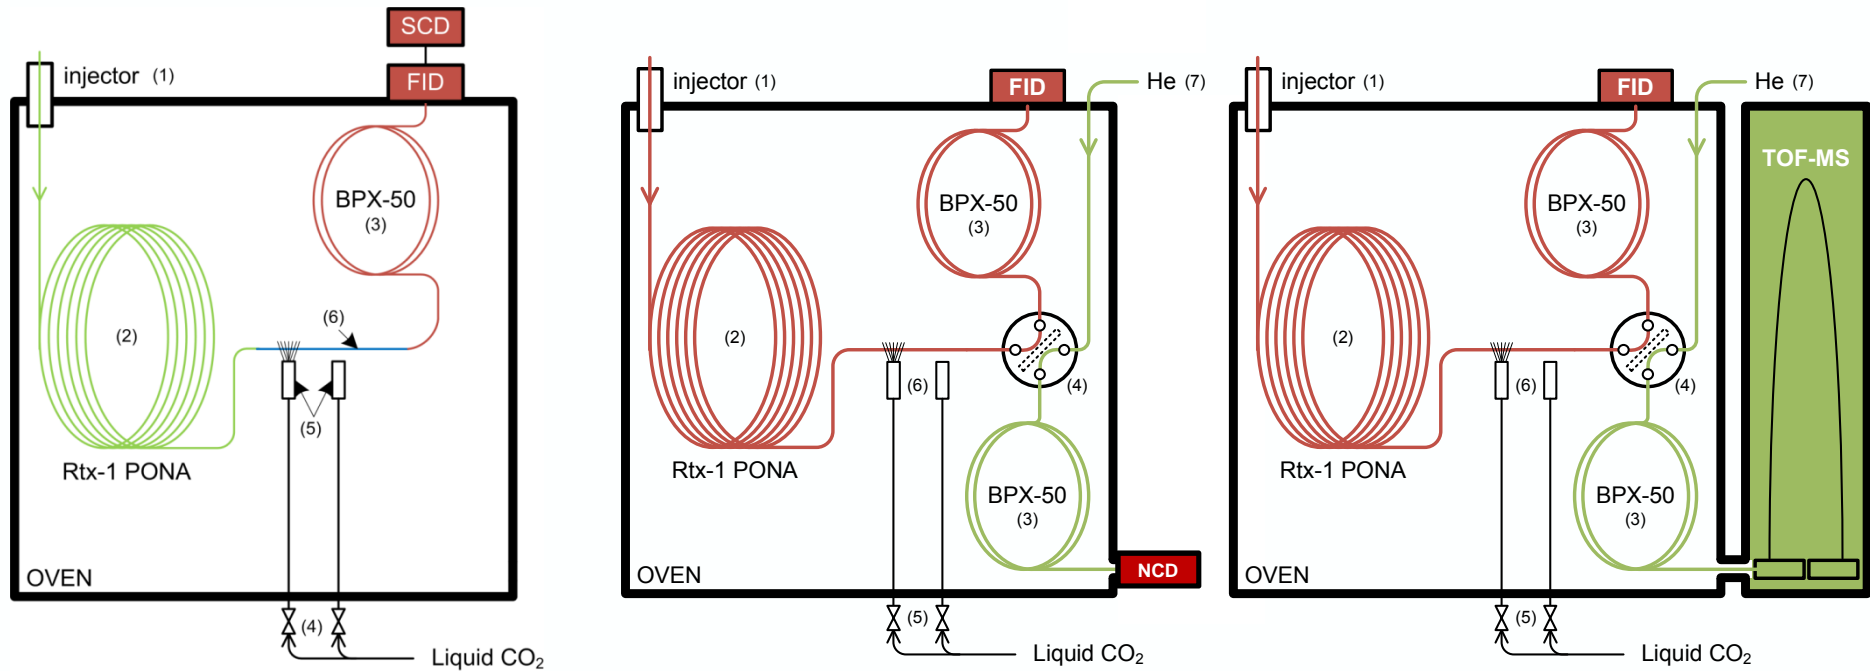 SCD
FID
injector (1)
BPX-50
(3)
(2)
(6)
(5)
Rtx-1 PONA
OVEN
(4)
Liquid CO2
injector (1)
FID
He (7)
BPX-50
(3)
(2)
(6)
(4)
Rtx-1 PONA
BPX-50
(3)
OVEN
NCD
(5)
Liquid CO2
injector (1)
FID
He (7)
TOF-MS
BPX-50
(3)
(2)
(6)
(4)
Rtx-1 PONA
BPX-50
(3)
OVEN
(5)
Liquid CO2